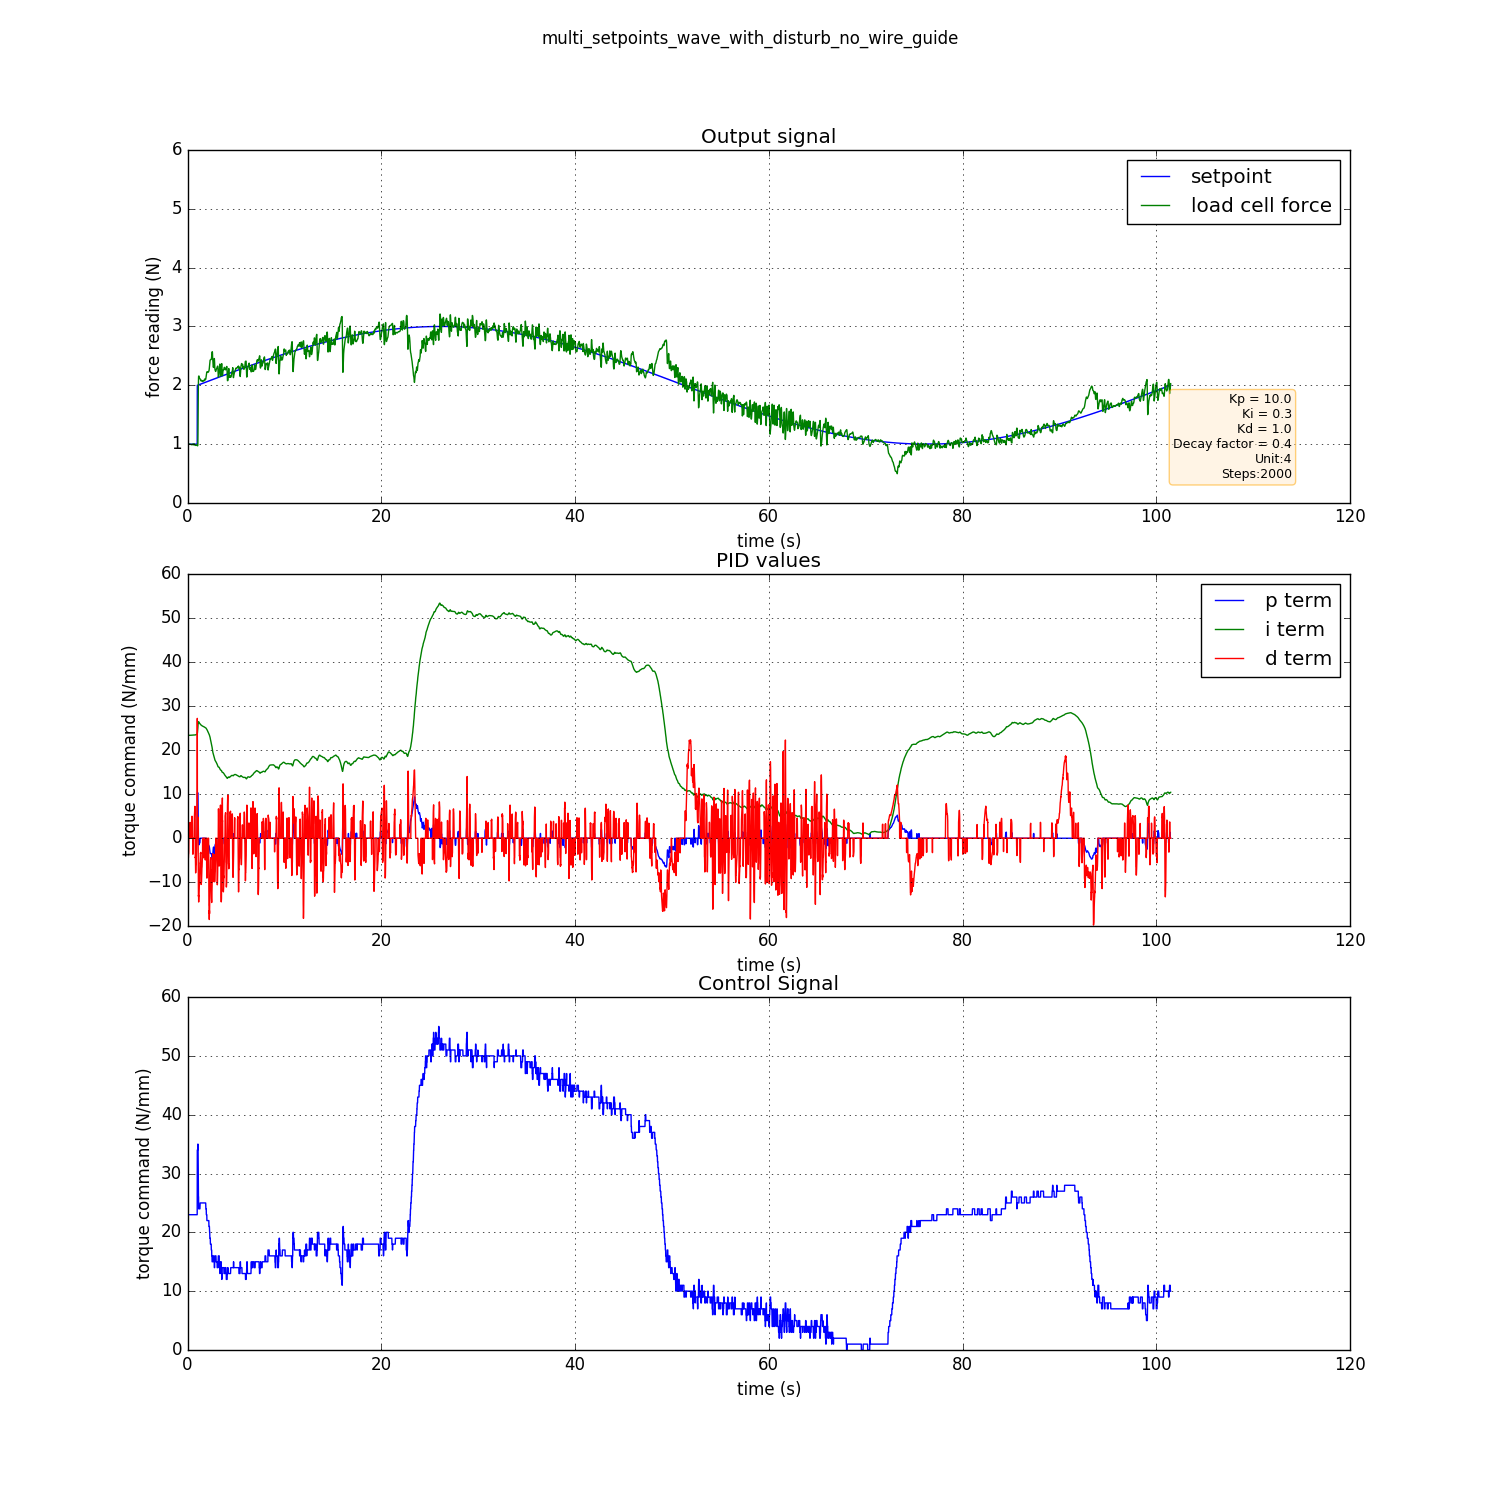 multi_setpoints_wave_with_disturb_no_wire_guide
Output signal
6
5
4
3
2
1
0
force reading (N)
setpoint
load cell force
Kp = 10.0
Ki = 0.3
Kd = 1.0
Decay factor = 0.4
Unit:4
Steps:2000
0 20 40 60 80 100 120
time (s)
PID values
60
50
40
30
20
10
0
−10
−20
torque command (N/mm)
p term
i term
d term
0 20 40 60 80 100 120
time (s)
Control Signal
60
50
40
30
20
10
0
torque command (N/mm)
0 20 40 60 80 100 120
time (s)